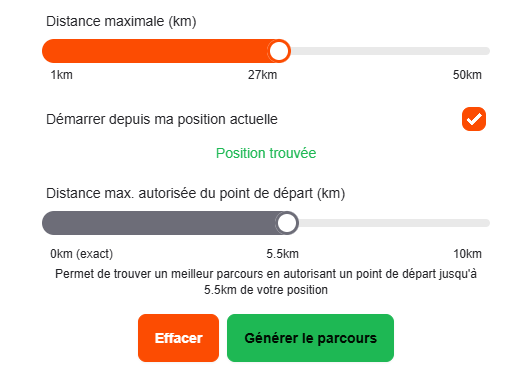 Distance maximale (km)
1km 27km 50km
Démarrer depuis ma position actuelle
Position trouvée
Distance max. autorisée du point de départ (km)
0km (exact) 5.5km 10km
Permet de trouver un meilleur parcours en autorisant un point de départ jusqu'à
5.5km de votre position
Effacer Générer le parcours